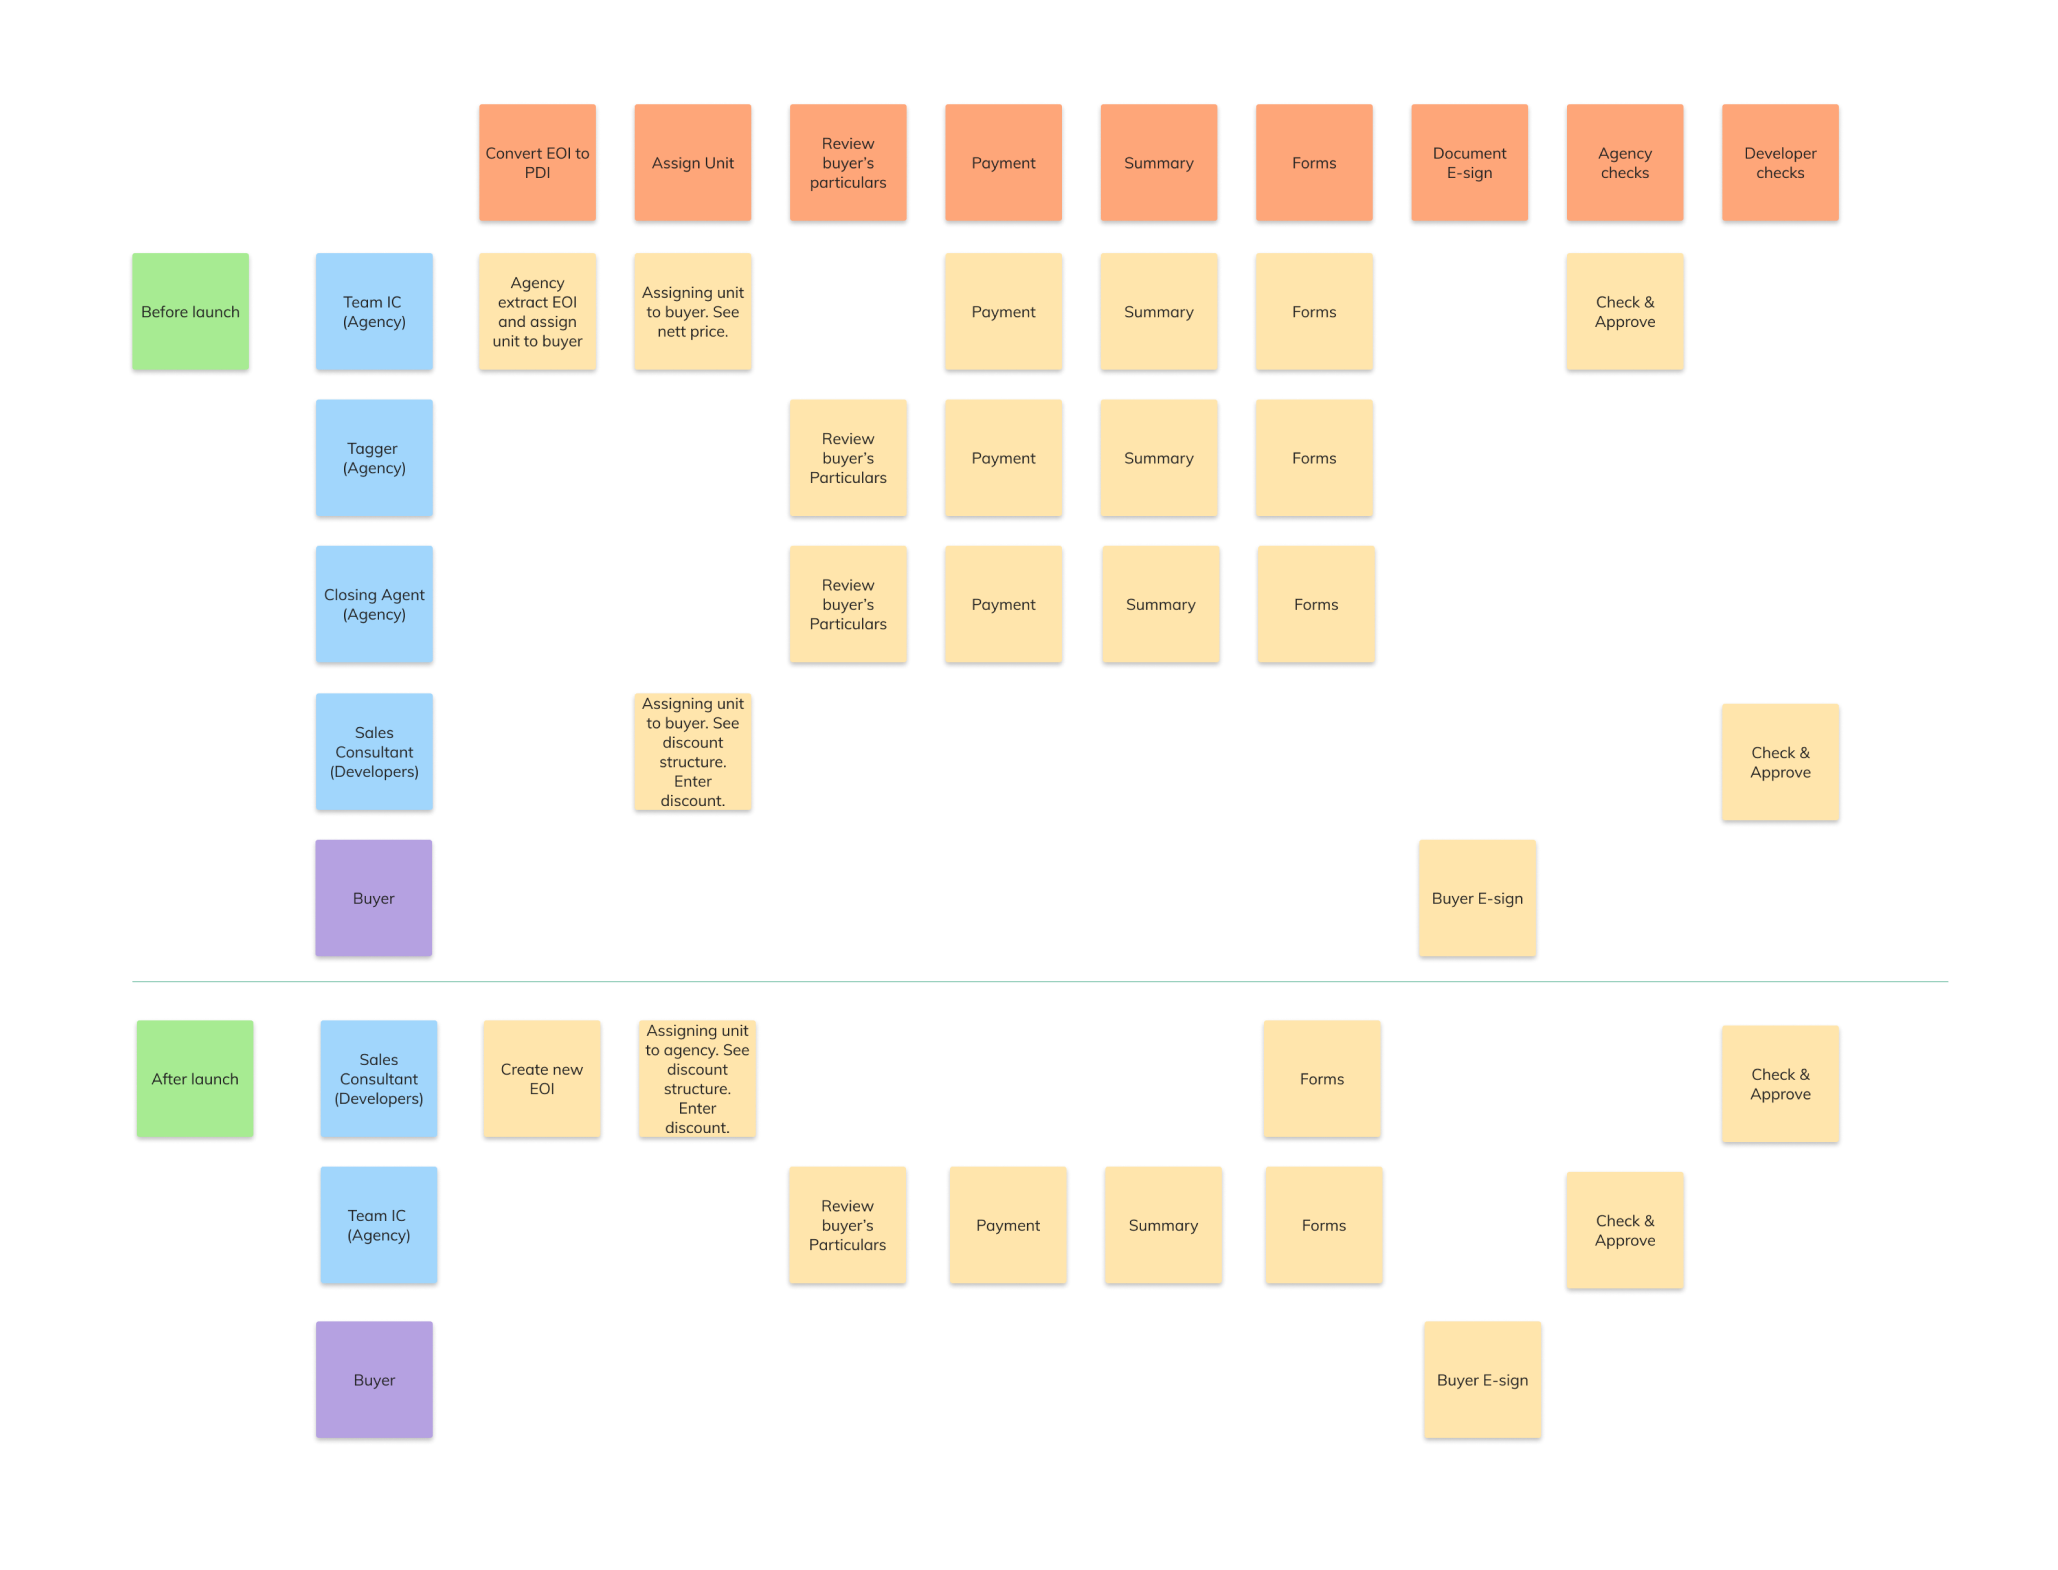 Convert EOI to
PDI
Assign Unit
Review
buyer's
particulars
Payment
Summary
Forms
Document
E-sign
Agency
checks
Developer
checks
Before launch
Team IC
(Agency)
Agency
extract EOI
and assign
unit to buyer
Assigning unit
to buyer. See
nett price.
Payment
Summary
Forms
Check &
Approve
Tagger
(Agency)
Review
buyer's
Particulars
Payment
Summary
Forms
Closing Agent
(Agency)
Review
buyer's
Particulars
Payment
Summary
Forms
Sales
Consultant
(Developers)
Assigning unit
to buyer. See
discount
structure.
Enter
discount.
Check &
Approve
Buyer
Buyer E-sign
After launch
Sales
Consultant
(Developers)
Create new
EOI
Assigning unit
to agency. See
discount
structure.
Enter
discount.
Forms
Check &
Approve
Team IC
(Agency)
Review
buyer's
Particulars
Payment
Summary
Forms
Check &
Approve
Buyer
Buyer E-sign